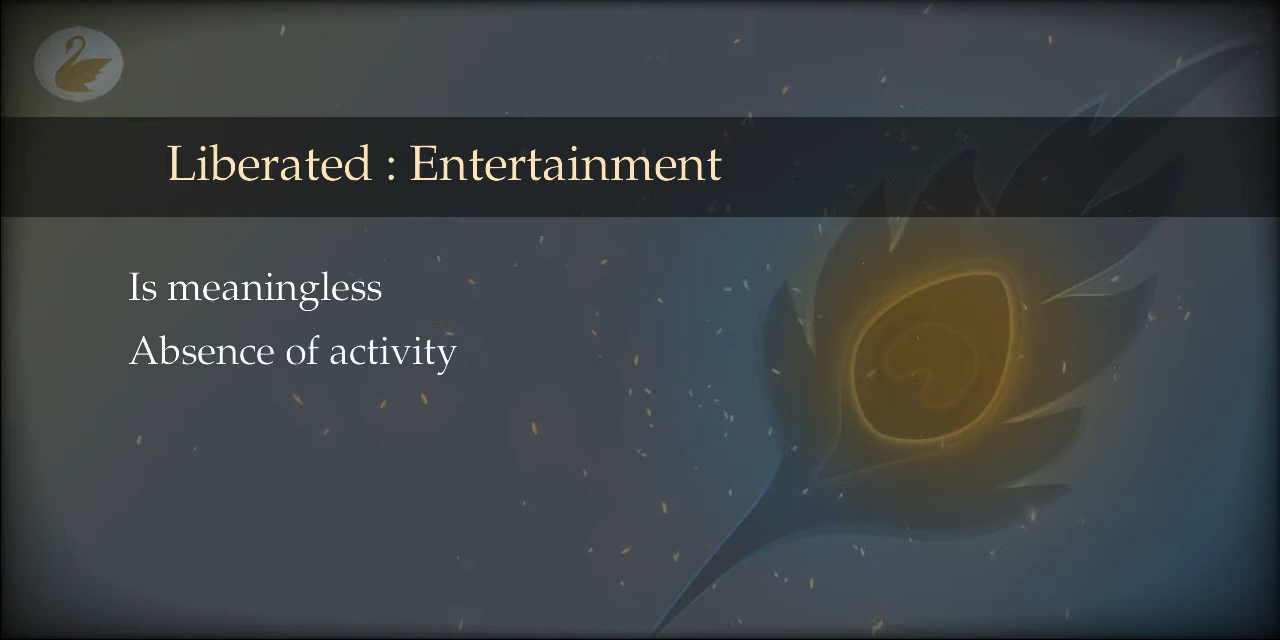 Liberated : Entertainment
Is meaningless
Absence of activity